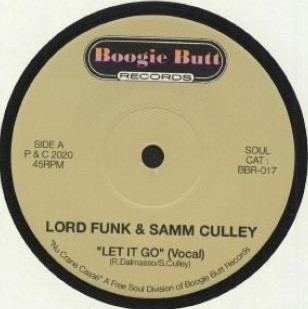 Boogie Butt
RECORDS
SIDE A
P & C 2020
45RPM
SOUL
CAT :
BBR-017
LORD FUNK & SAMM CULLEY
"LET IT GO" (Vocal)
(R.Dalmasso/S.Culley)
"Nu Crane Cassé" A Free Soul Division of Boogie Butt Records